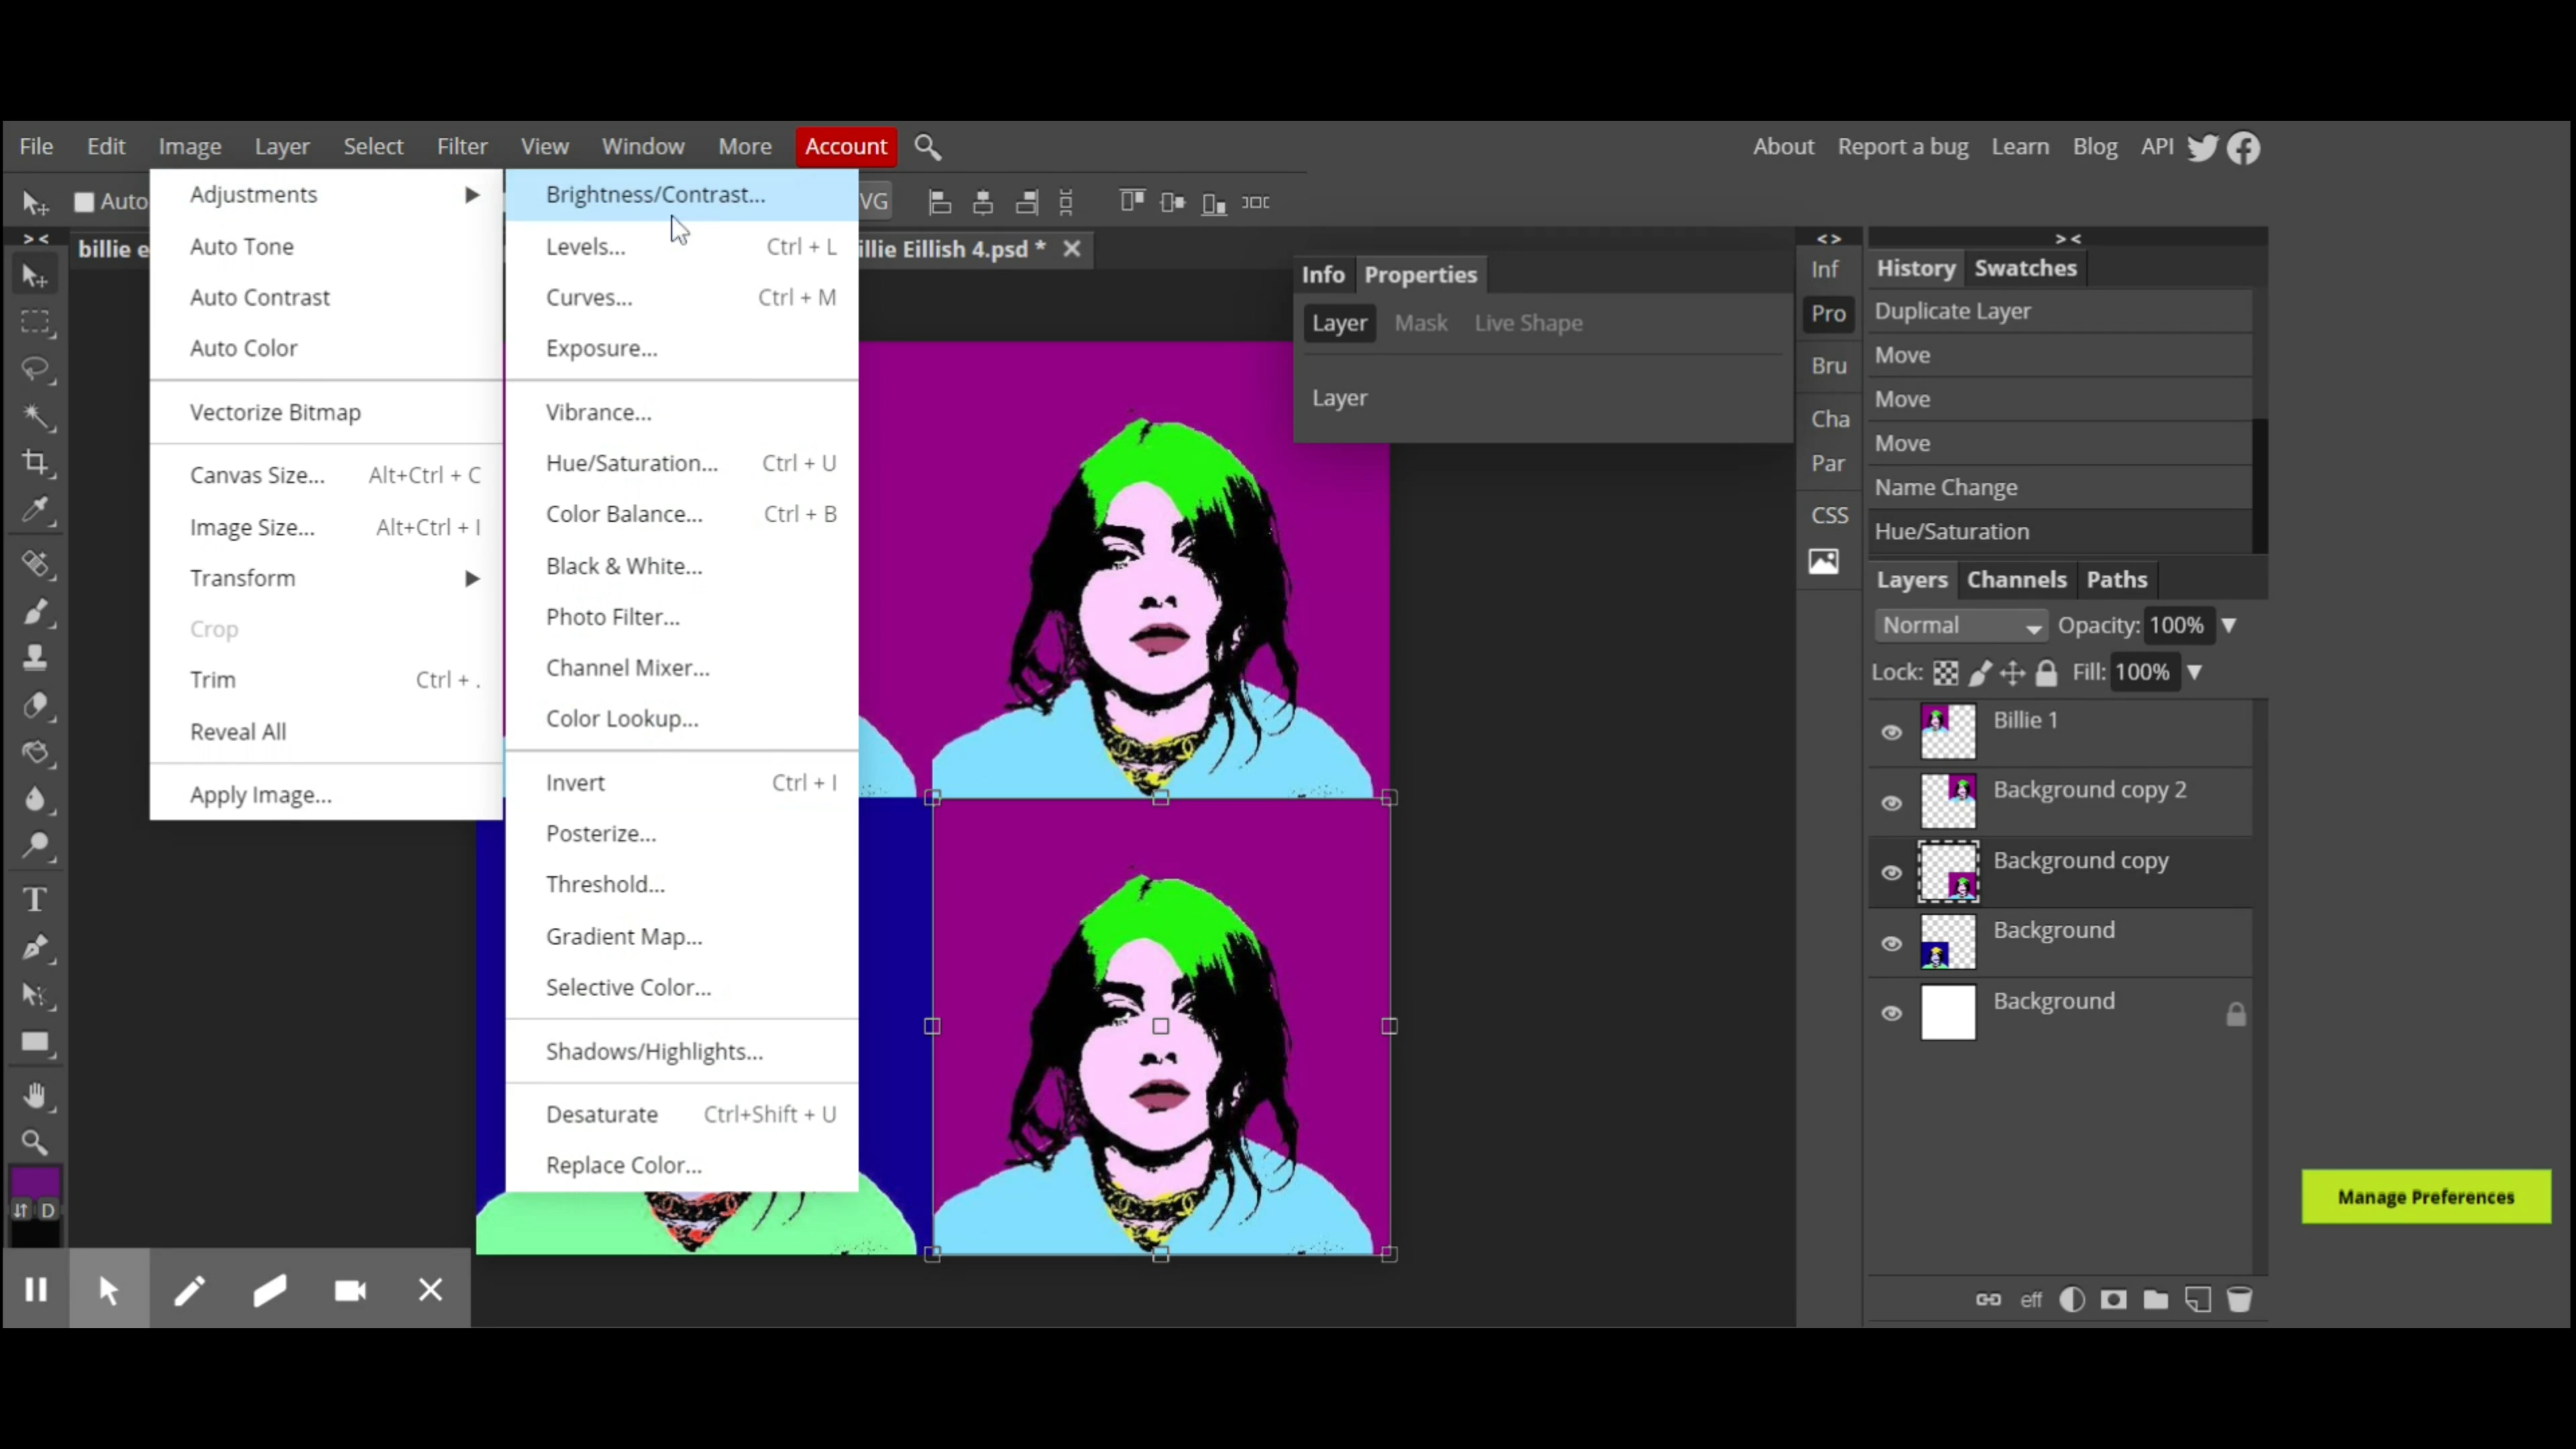 File Edit Image Layer Select Filter View Window More Account About Report a bug Learn Blog API
Auto VG
billie e illie Eillish 4.psd *
Adjustments
Auto Tone
Auto Contrast
Auto Color
Vectorize Bitmap
Canvas Size... Alt+Ctrl + C
Image Size... Alt+Ctrl + I
Transform
Crop
Trim Ctrl + .
Reveal All
Apply Image...
Brightness/Contrast...
Levels... Ctrl + L
Curves... Ctrl + M
Exposure...
Vibrance...
Hue/Saturation... Ctrl + U
Color Balance... Ctrl + B
Black & White...
Photo Filter...
Channel Mixer...
Color Lookup...
Invert Ctrl + I
Posterize...
Threshold...
Gradient Map...
Selective Color...
Shadows/Highlights...
Desaturate Ctrl+Shift + U
Replace Color...
Info Properties
Layer Mask Live Shape
Layer
Inf
Pro
Bru
Cha
Par
CSS
History Swatches
Duplicate Layer
Move
Move
Move
Name Change
Hue/Saturation
Layers Channels Paths
Normal Opacity: 100%
Lock: Fill: 100%
Billie 1
Background copy 2
Background copy
Background
Background
eff
T
D
Manage Preferences